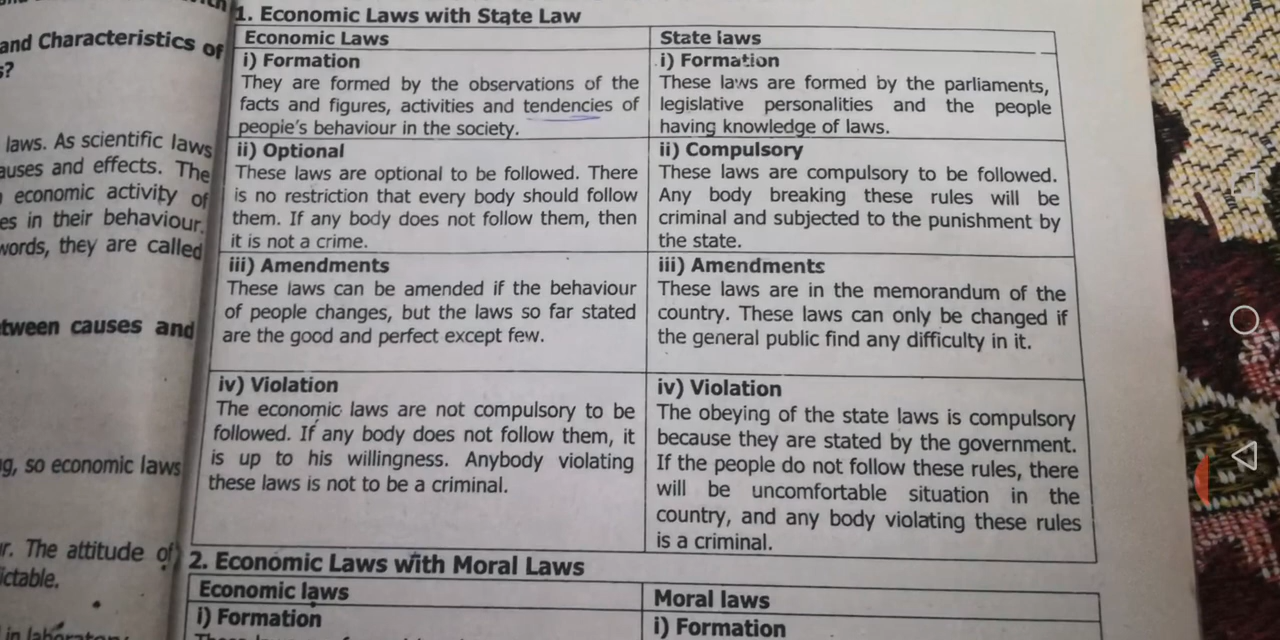 and Characteristics of
s?
laws. As scientific laws
causes and effects. The
economic activity of
es in their behaviour.
words, they are called
etween causes and
so economic laws
The attitude of
1. Economic Laws with State Law
Economic Laws
i) Formation
They are formed by the observations of the
facts and figures, activities and tendencies of
people's behaviour in the society.
ii) Optional
These laws are optional to be followed. There
is no restriction that every body should follow
them. If any body does not follow them, then
it is not a crime.
iii) Amendments
These laws can be amended if the behaviour
of people changes, but the laws so far stated
are the good and perfect except few.
iv) Violation
The economic laws are not compulsory to be
followed. If any body does not follow them, it
is up to his willingness. Anybody violating
these laws is not to be a criminal.
State laws
i) Formation
These laws are formed by the parliaments,
legislative personalities and the people
having knowledge of laws.
ii) Compulsory
These laws are compulsory to be followed.
Any body breaking these rules will be
criminal and subjected to the punishment by
the state.
iii) Amendments
These laws are in the memorandum of the
country. These laws can only be changed if
the general public find any difficulty in it.
iv) Violation
The obeying of the state laws is compulsory
because they are stated by the government.
If the people do not follow these rules, there
will be uncomfortable situation in the
country, and any body violating these rules
is a criminal.
2. Economic Laws with Moral Laws
Economic laws
i) Formation
Moral laws
i) Formation